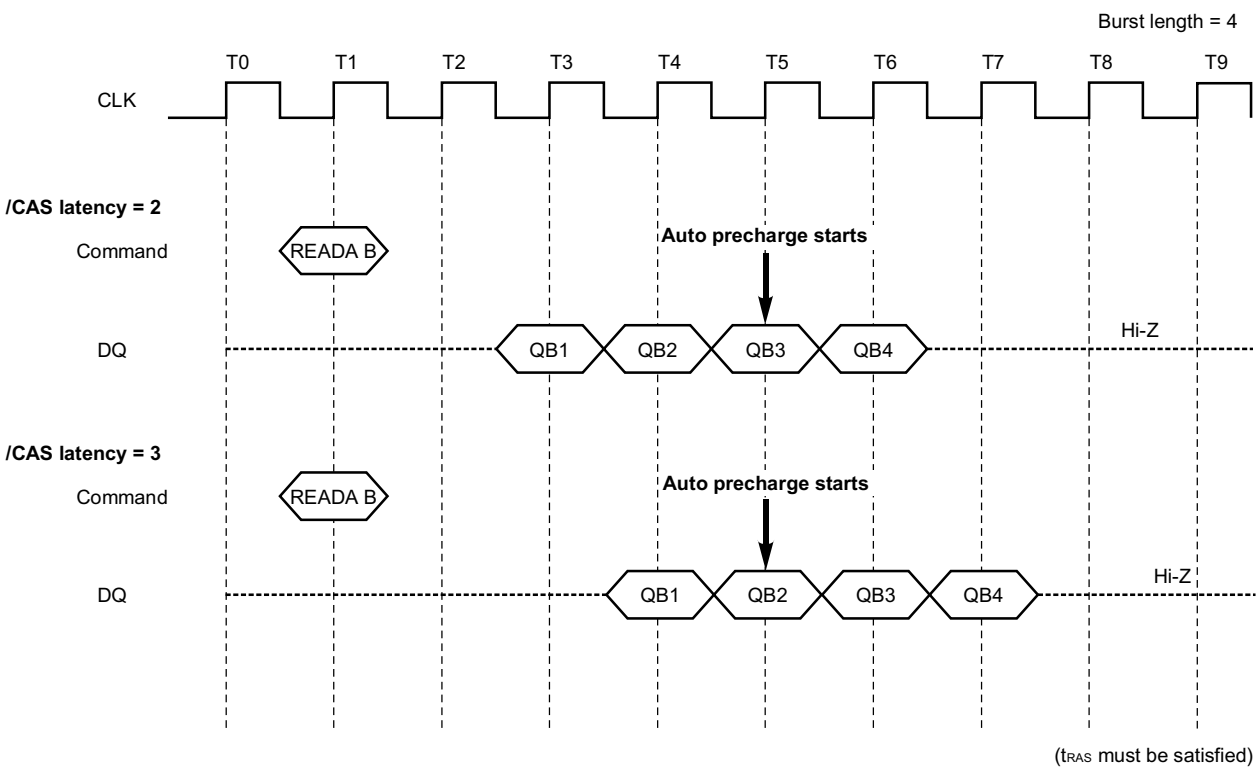 Burst length = 4
T0 T1 T2 T3 T4 T5 T6 T7 T8 T9
CLK
/CAS latency = 2
Auto precharge starts
Command READA B
Hi-Z
DQ QB1 QB2 QB3 QB4
/CAS latency = 3
Auto precharge starts
Command READA B
Hi-Z
DQ QB1 QB2 QB3 QB4
(tRAS must be satisfied)